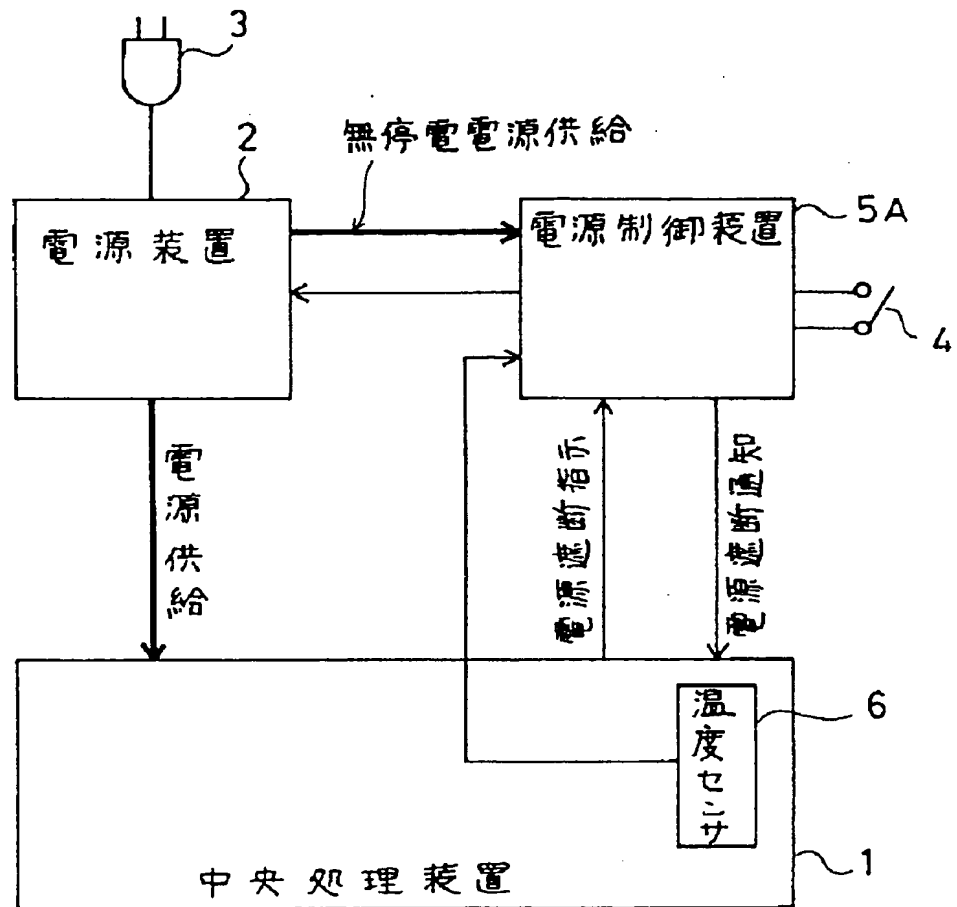 3
2
無停電電源供給
電源装置
電源制御装置
5A
4
電源供給
電源遮断指示
電源遮断通知
温度センサ
6
中央処理装置
1